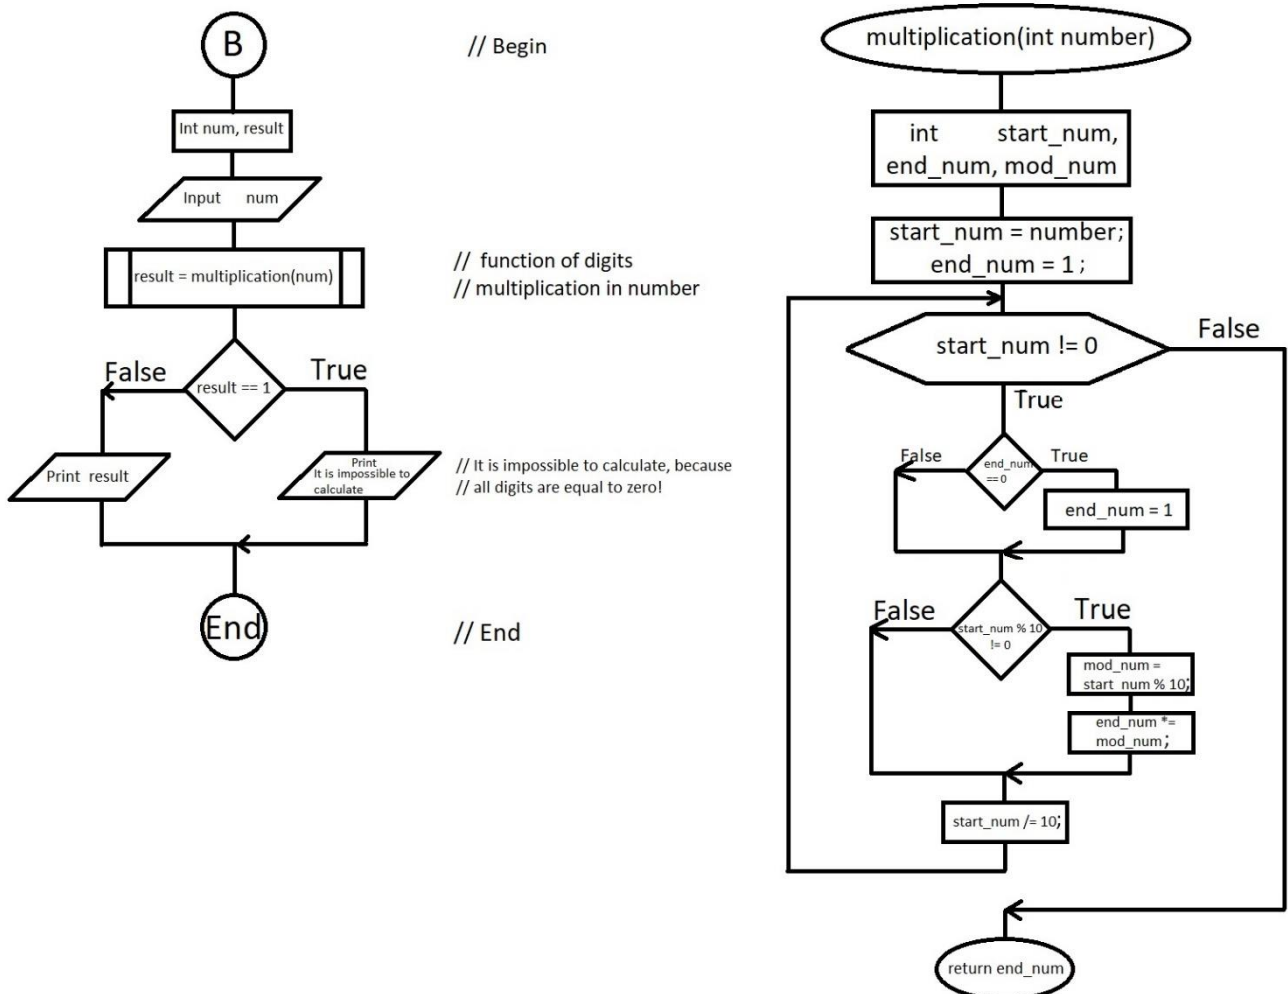 B
// Begin
Int num, result
Input num
result = multiplication(num)
// function of digits
// multiplication in number
False
True
result == 1
Print result
Print
It is impossible to
calculate
// It is impossible to calculate, because
// all digits are equal to zero!
End
// End
multiplication(int number)
int start_num,
end_num, mod_num
start_num = number;
end_num = 1 ;
start_num != 0
False
True
False
end_num
== 0
True
end_num = 1
False
start_num % 10
!= 0
True
mod_num =
start_num % 10;
end_num *=
mod_num;
start_num /= 10;
return end_num